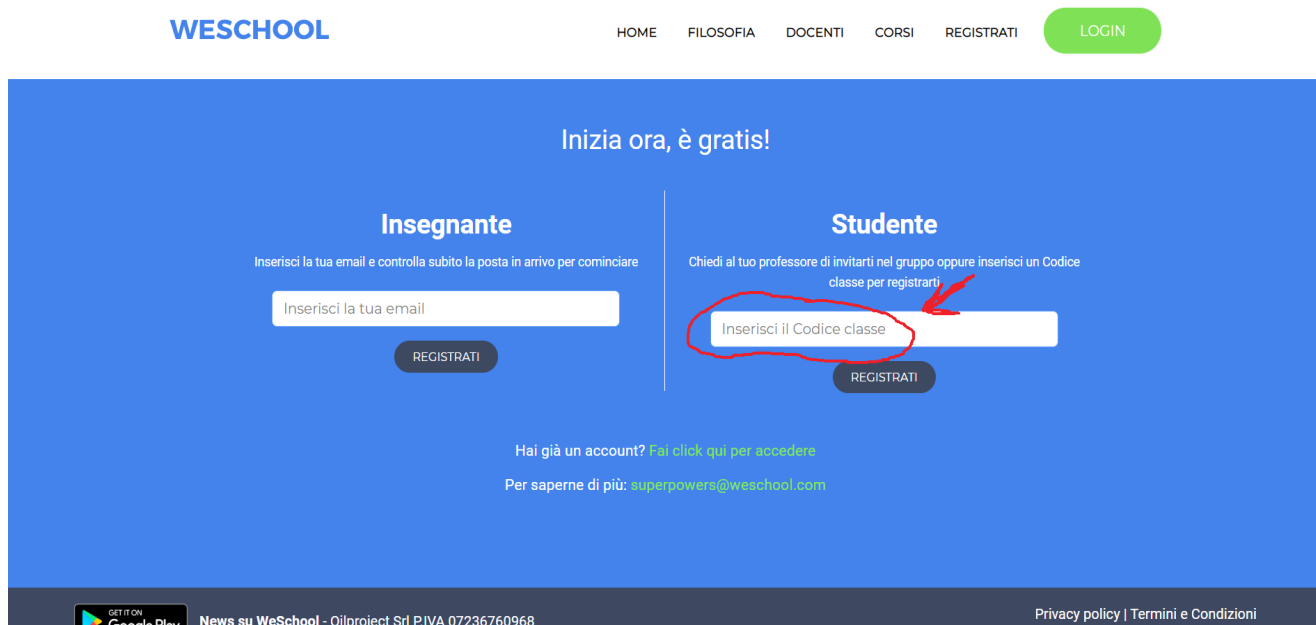 WESCHOOL
HOME FILOSOFIA DOCENTI CORSI REGISTRATI LOGIN
Inizia ora, è gratis!
Insegnante
Inserisci la tua email e controlla subito la posta in arrivo per cominciare
Inserisci la tua email
REGISTRATI
Studente
Chiedi al tuo professore di invitarti nel gruppo oppure inserisci un Codice
classe per registrarti
Inserisci il Codice classe
REGISTRATI
Hai già un account? Fai click qui per accedere
Per saperne di più: superpowers@weschool.com
GET IT ON
Google Play
News su WeSchool - Oilproject Srl P.IVA 07236760968
Privacy policy | Termini e Condizioni